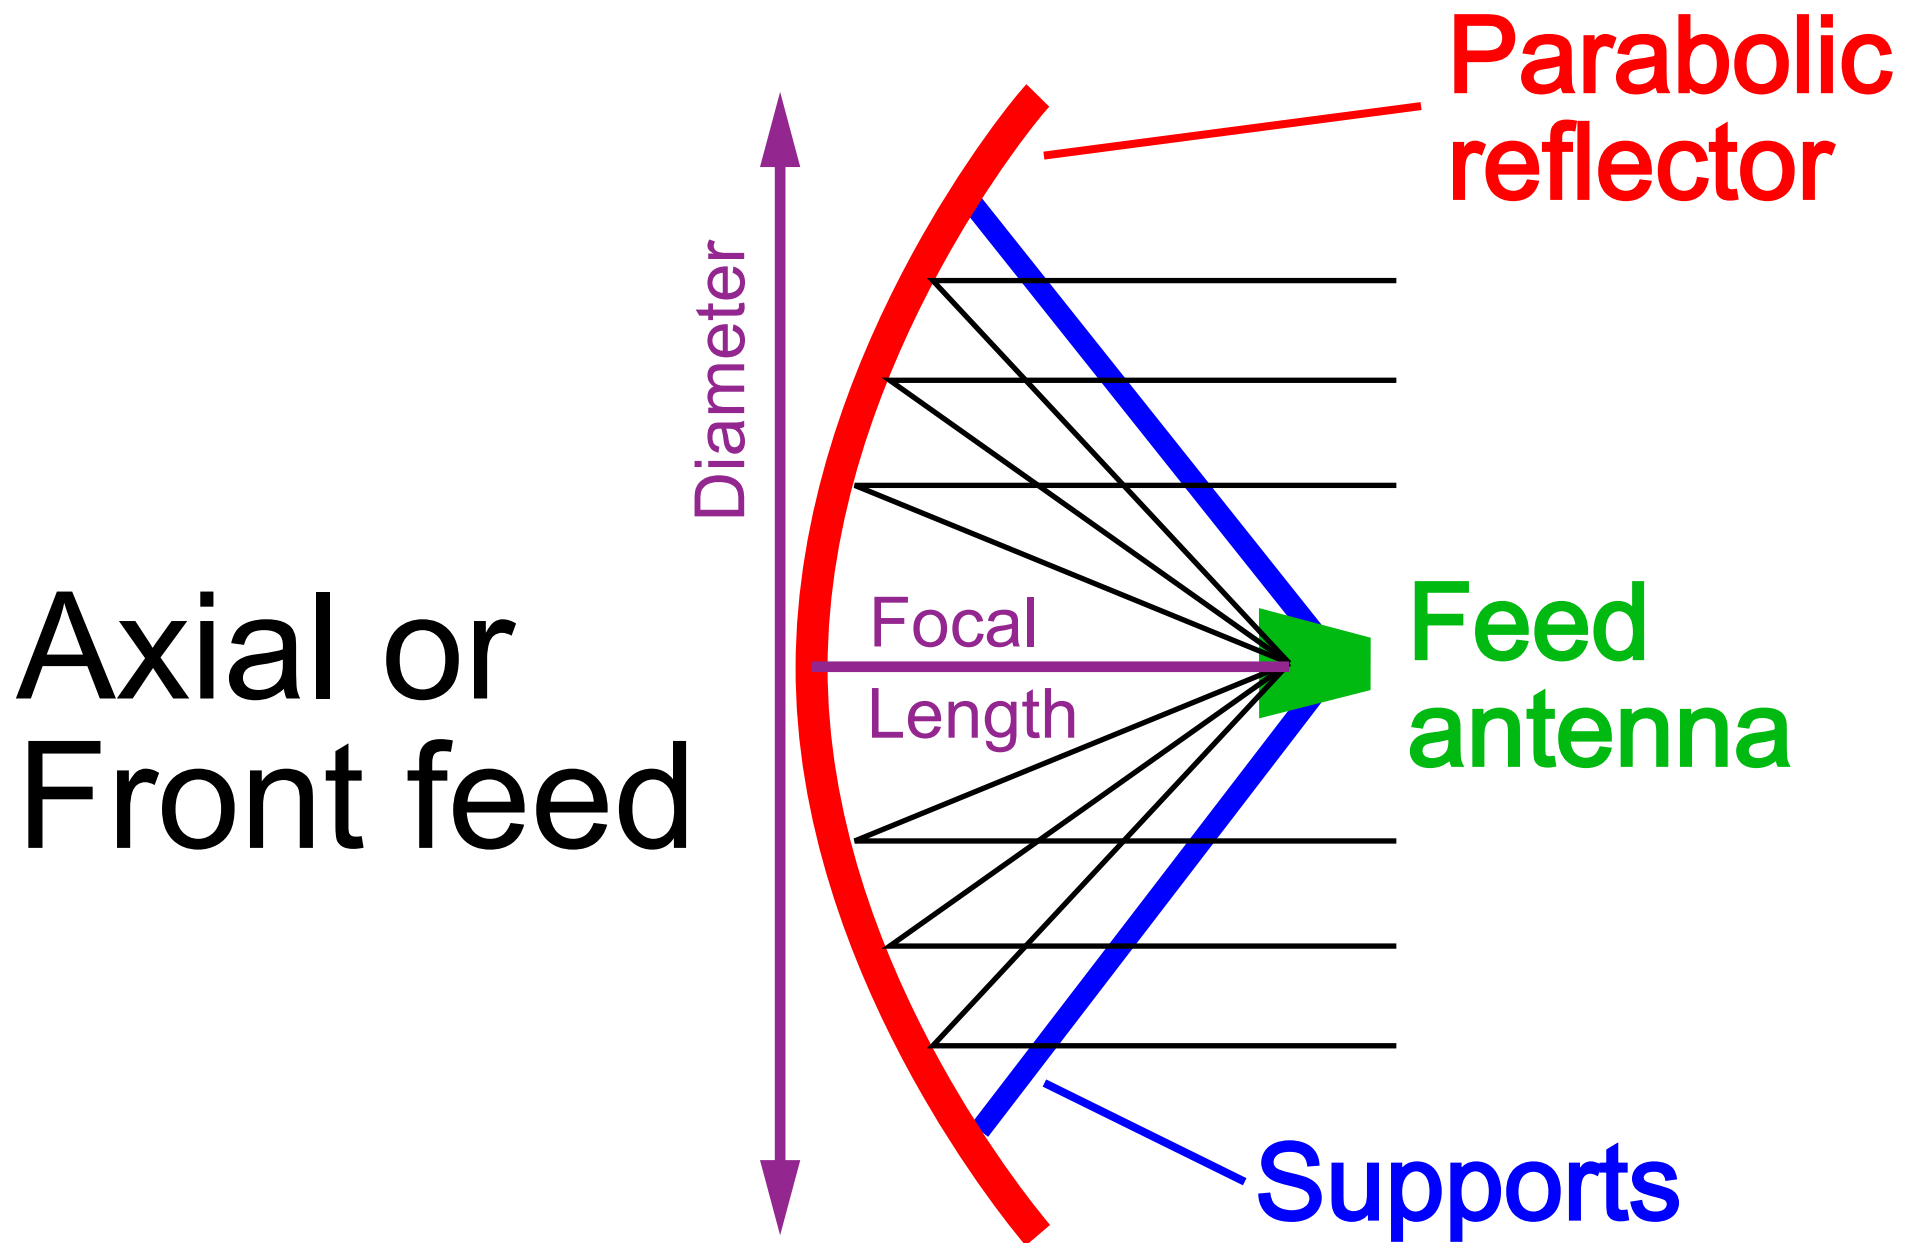 Parabolic
reflector
Diameter
Axial or
Front feed
Focal
Length
Feed
antenna
Supports